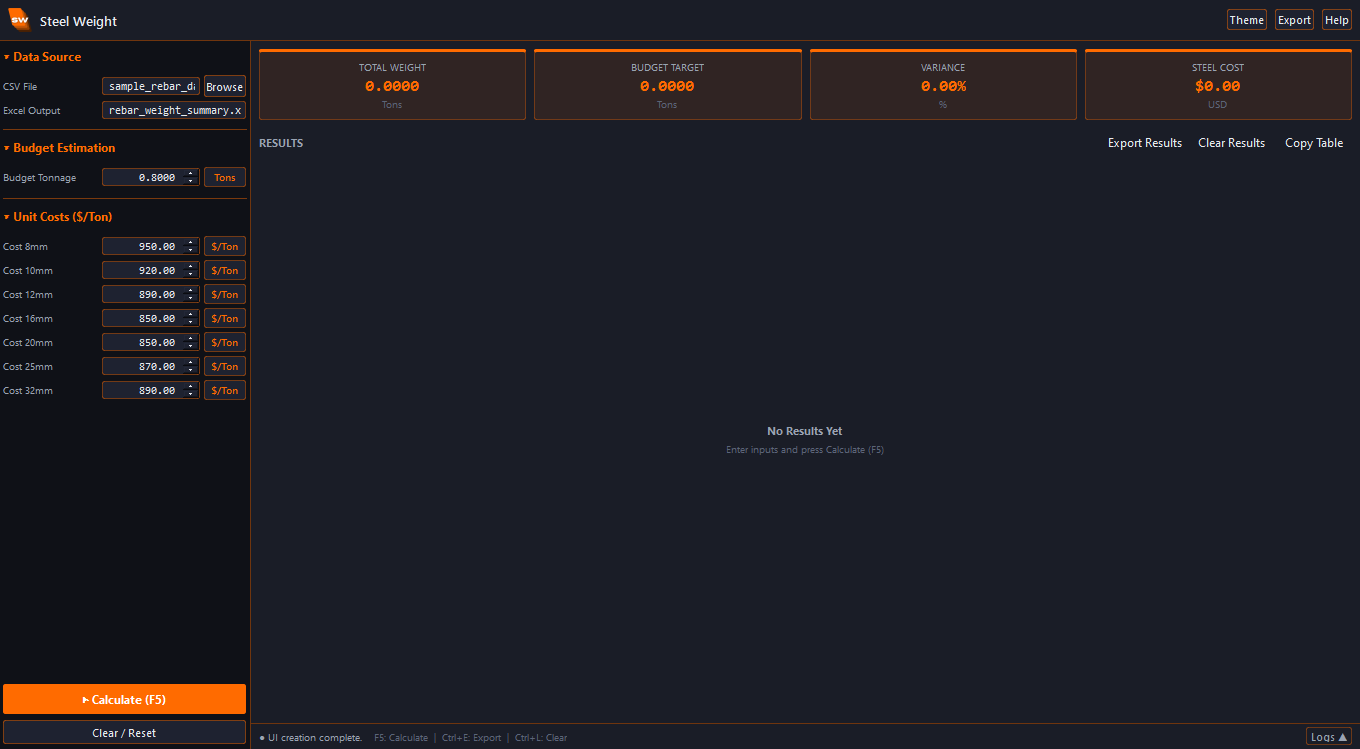 SW Steel Weight Theme Export Help
Data Source
CSV File sample_rebar_d Browse
Excel Output rebar_weight_summary.x
Budget Estimation
Budget Tonnage 0.8000 Tons
Unit Costs ($/Ton)
Cost 8mm 950.00 $/Ton
Cost 10mm 920.00 $/Ton
Cost 12mm 890.00 $/Ton
Cost 16mm 850.00 $/Ton
Cost 20mm 850.00 $/Ton
Cost 25mm 870.00 $/Ton
Cost 32mm 890.00 $/Ton
Calculate (F5)
Clear / Reset
TOTAL WEIGHT
0.0000
Tons
BUDGET TARGET
0.0000
Tons
VARIANCE
0.00%
%
STEEL COST
$0.00
USD
RESULTS Export Results Clear Results Copy Table
No Results Yet
Enter inputs and press Calculate (F5)
● UI creation complete. F5: Calculate | Ctrl+E: Export | Ctrl+L: Clear Logs ▲